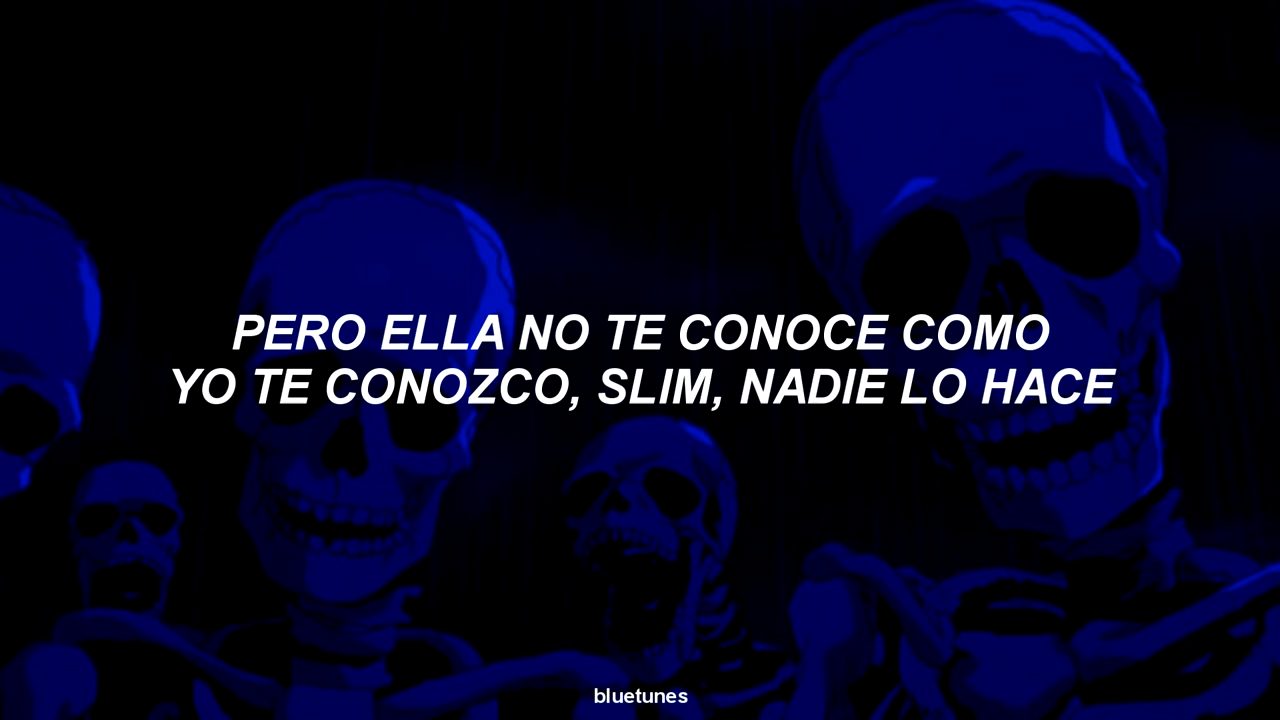 PERO ELLA NO TE CONOCE COMO
YO TE CONOZCO, SLIM, NADIE LO HACE
bluetunes